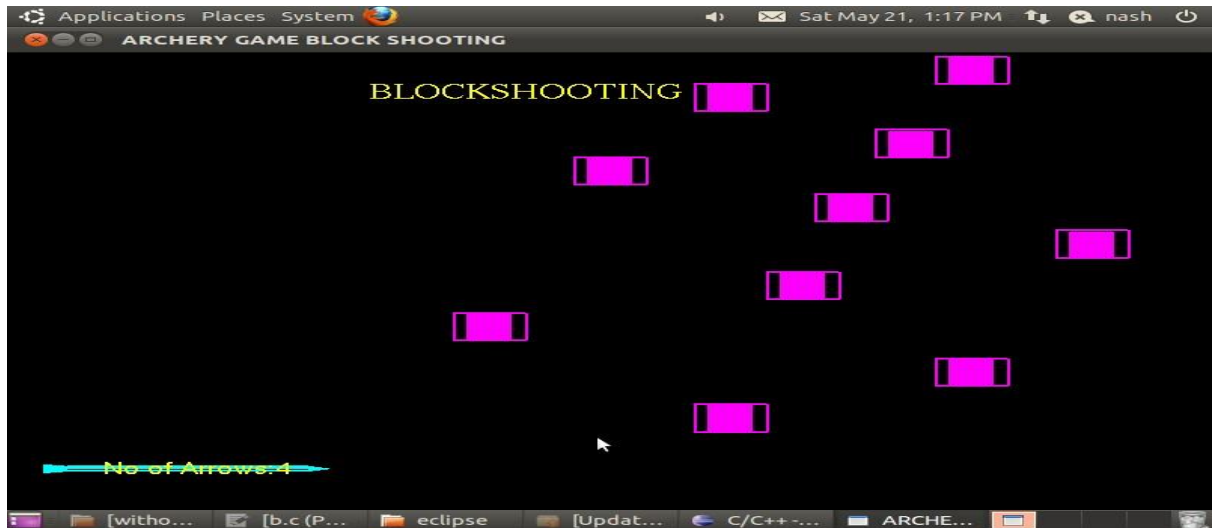 Applications Places System Sat May 21, 1:17 PM nash
ARCHERY GAME BLOCK SHOOTING
BLOCKSHOOTING
No of Arrows:4
[witho... [b.c (P... eclipse [Updat... C/C++ -... ARCHE...